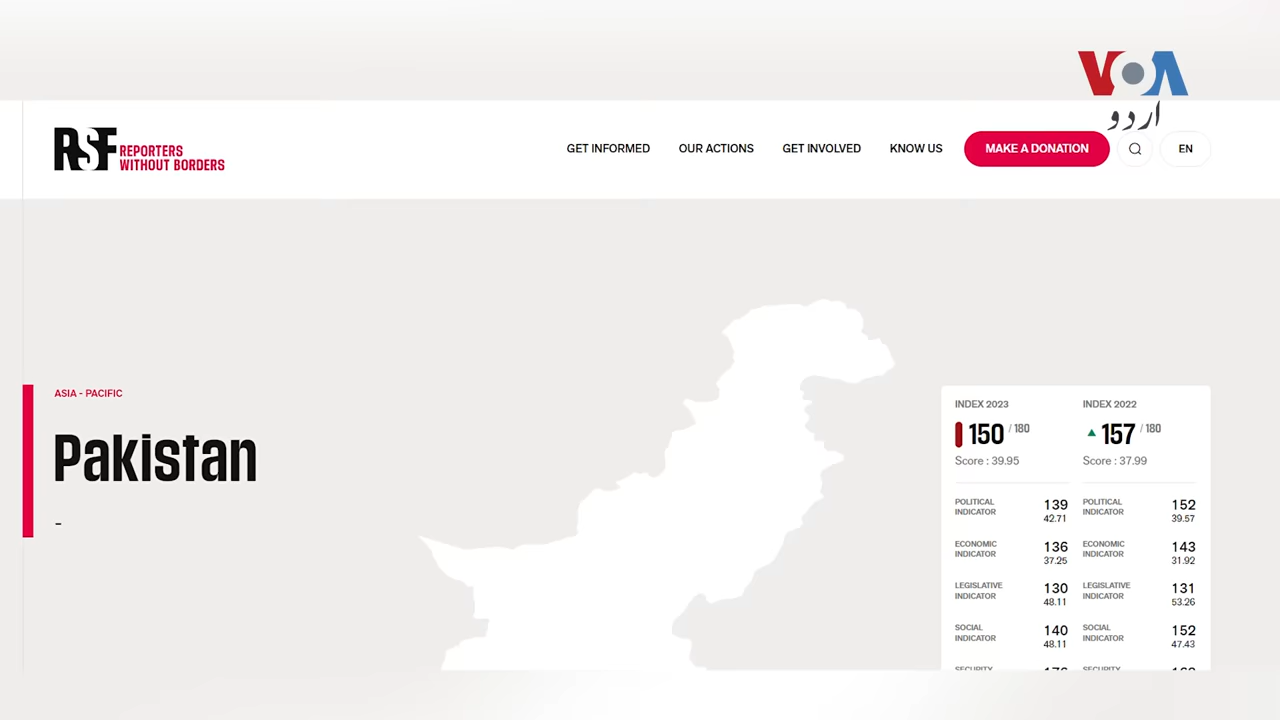 VOA
اردو
RSF REPORTERS
WITHOUT BORDERS
GET INFORMED
OUR ACTIONS
GET INVOLVED
KNOW US
MAKE A DONATION
EN
ASIA - PACIFIC
Pakistan
-
INDEX 2023
150 / 180
Score : 39.95
POLITICAL
INDICATOR
139
42.71
ECONOMIC
INDICATOR
136
37.25
LEGISLATIVE
INDICATOR
130
48.11
SOCIAL
INDICATOR
140
48.11
SECURITY
INDEX 2022
157 / 180
Score : 37.99
POLITICAL
INDICATOR
152
39.57
ECONOMIC
INDICATOR
143
31.92
LEGISLATIVE
INDICATOR
131
53.26
SOCIAL
INDICATOR
152
47.43
SECURITY